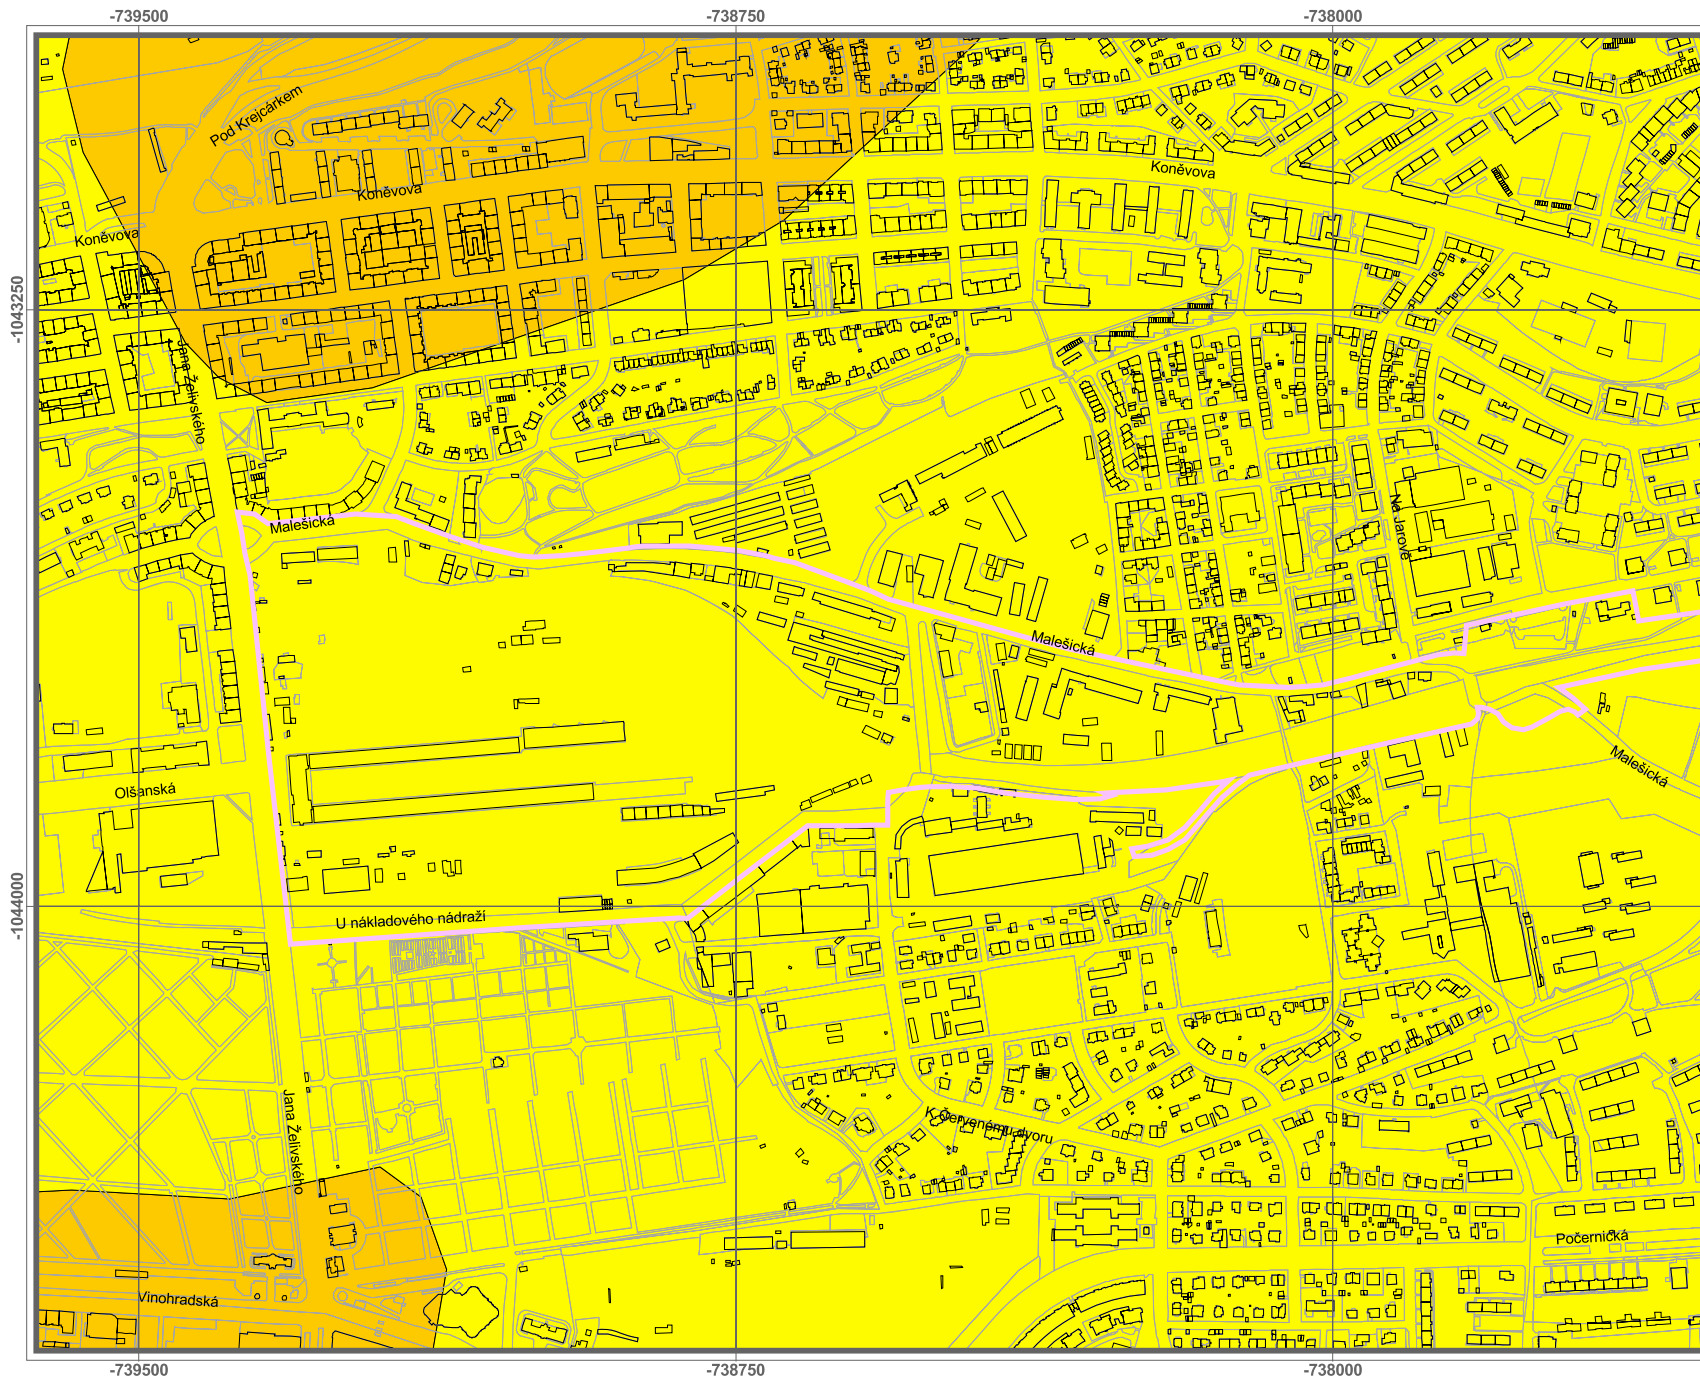 -739500
-738750
-738000
Pod Krejcárkem
Koněvova
Koněvova
Koněvova
-1043250
Jana Želivského
Malešická
Na Jarově
Malešická
Malešická
Olšanská
-1044000
U nákladového nádraží
Jana Želivského
K Červenému dvoru
Počernická
Vinohradská
-739500
-738750
-738000